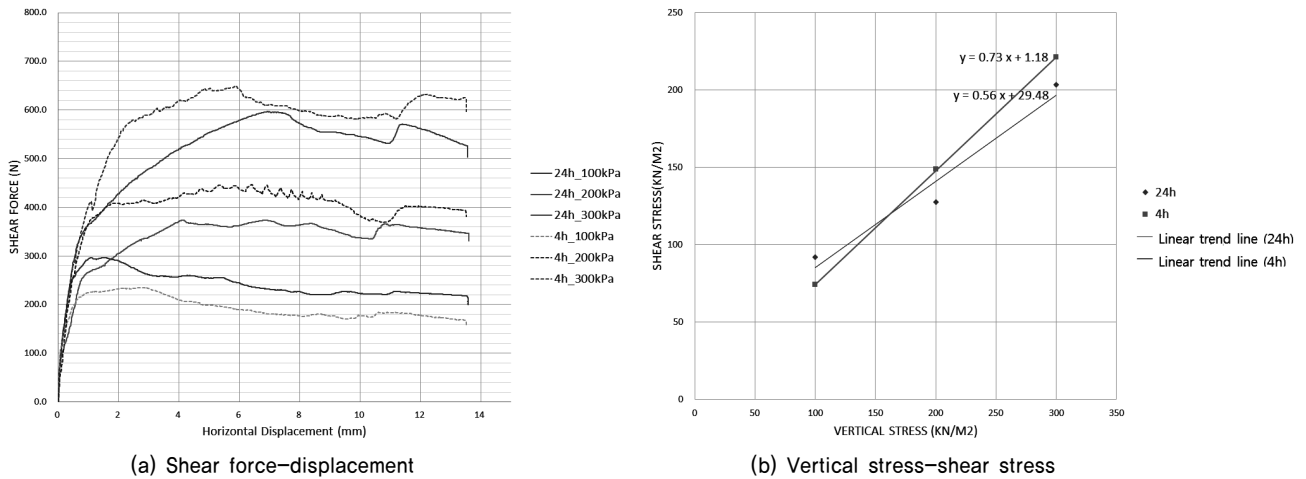 800.0
700.0
600.0
500.0
400.0
300.0
200.0
100.0
0.0
SHEAR FORCE (N)
0 2 4 6 8 10 12 14
Horizontal Displacement (mm)
24h_100kPa
24h_200kPa
24h_300kPa
4h_100kPa
4h_200kPa
4h_300kPa
(a) Shear force-displacement
250
200
150
100
50
0
SHEAR STRESS(KN/M2)
y = 0.73 x + 1.18
y = 0.56 x + 29.48
0 50 100 150 200 250 300 350
VERTICAL STRESS (KN/M2)
24h
4h
Linear trend line (24h)
Linear trend line (4h)
(b) Vertical stress-shear stress